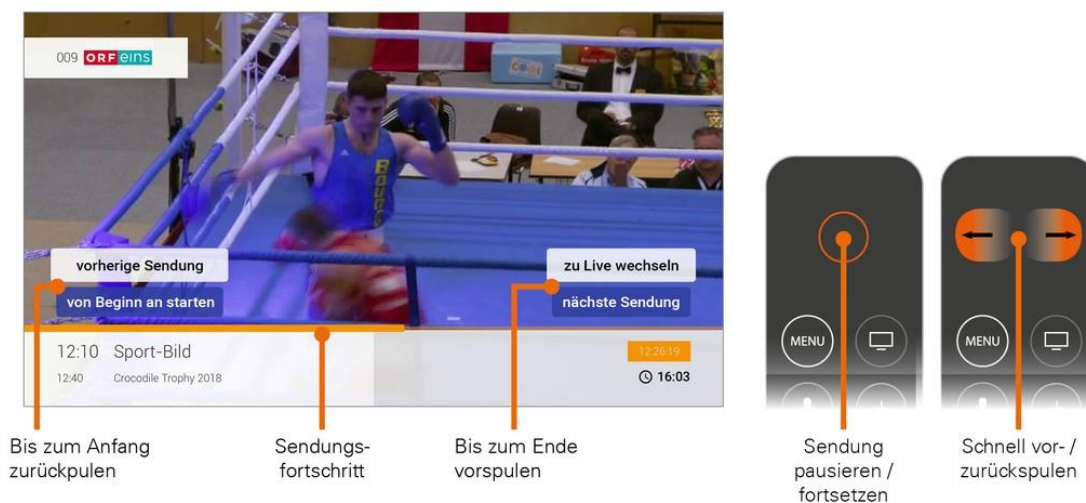 009 ORF eins
vorherige Sendung
von Beginn an starten
zu Live wechseln
nächste Sendung
12:10 Sport-Bild
12:26:19
12:40 Crocodile Trophy 2018
16:03
Bis zum Anfang
zurückpulen
Sendungs-
fortschritt
Bis zum Ende
vorspulen
MENU
MENU
Sendung
pausieren /
fortsetzen
Schnell vor- /
zurückspulen